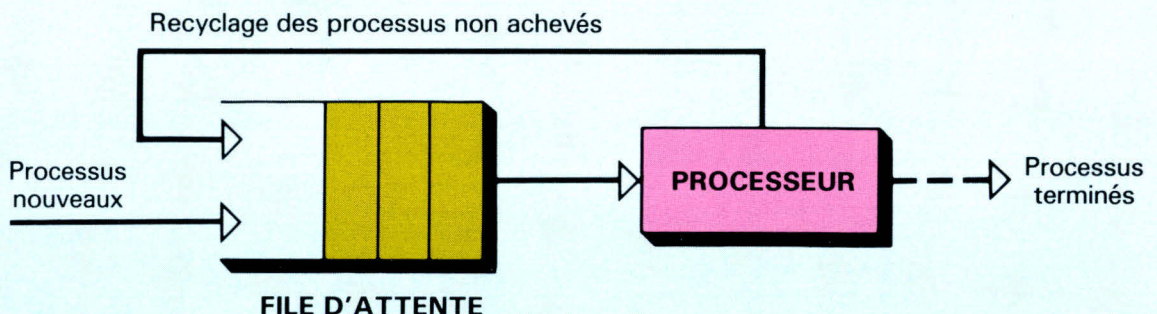 Recyclage des processus non achevés
Processus
nouveaux
PROCESSEUR
Processus
terminés
FILE D'ATTENTE